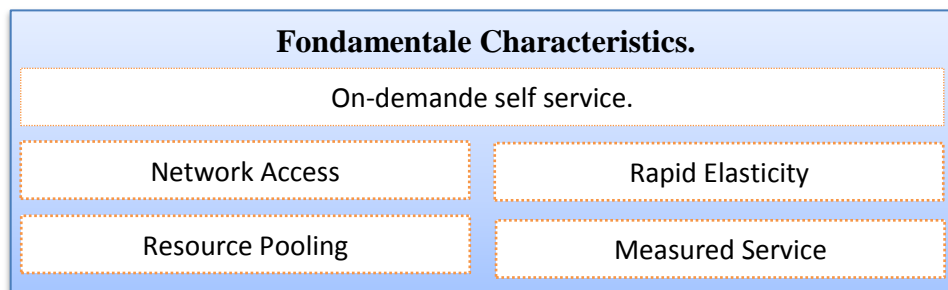 Fondamentale Characteristics.
On-demande self service.
Network Access
Rapid Elasticity
Resource Pooling
Measured Service